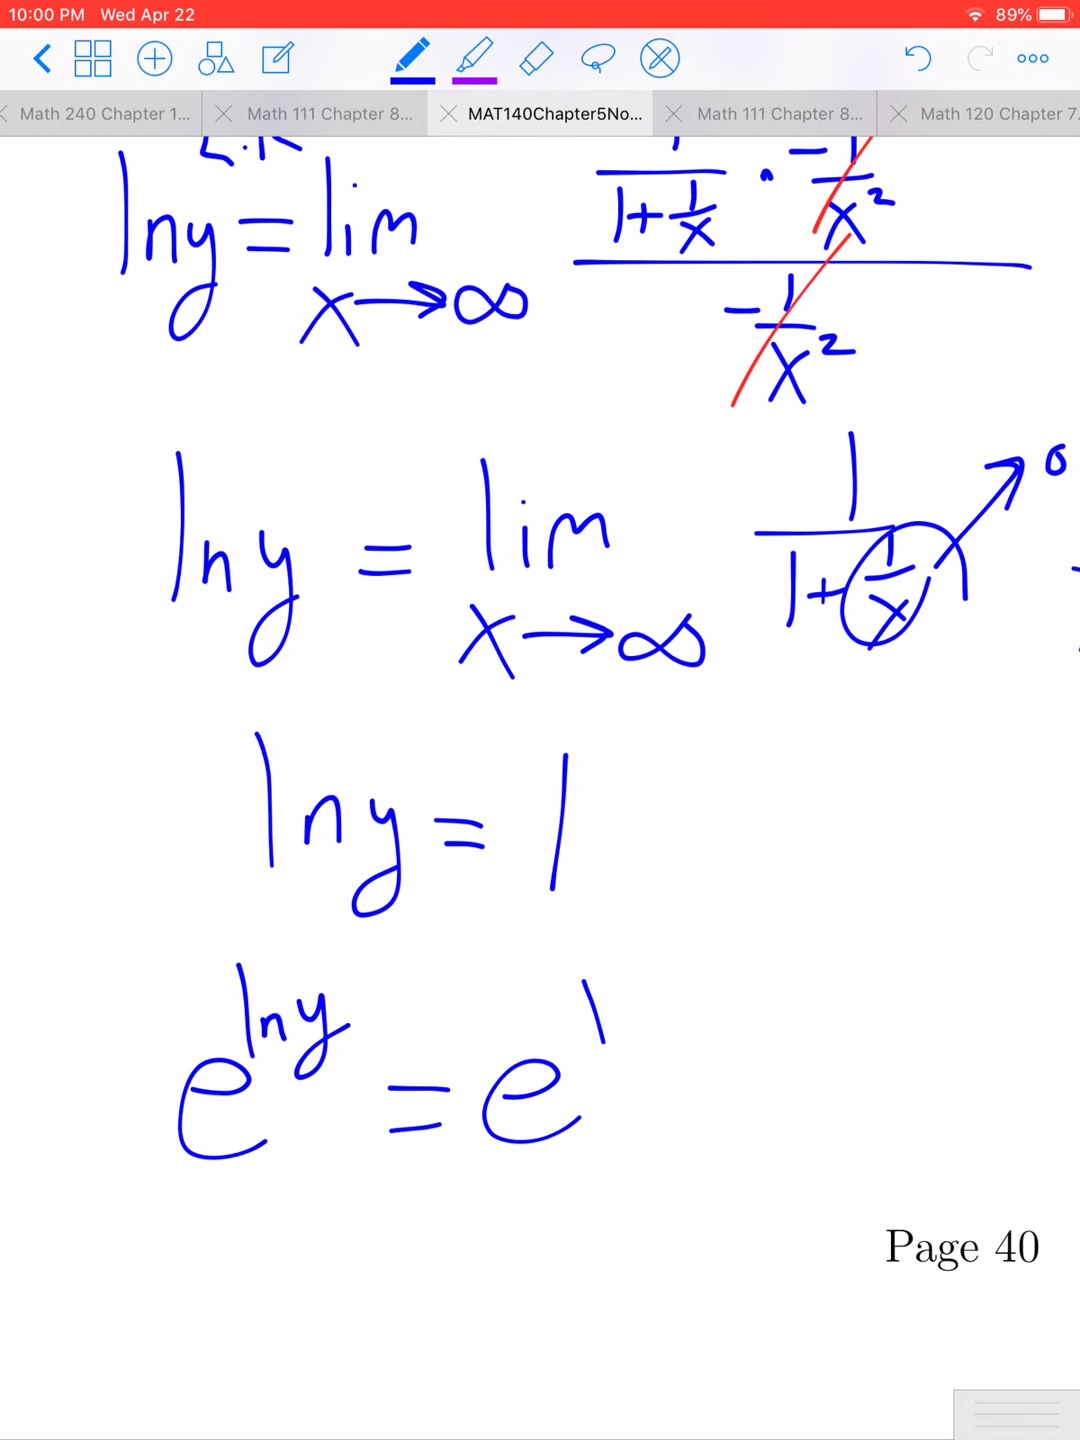 10:00 PM Wed Apr 22 89%
Math 240 Chapter 1... Math 111 Chapter 8... MAT140Chapter5No... Math 111 Chapter 8... Math 120 Chapter 7.
ln y = lim x→∞ (1/(1+1/x) · -1/x²)/(-1/x²)
ln y = lim x→∞ 1/(1+1/x) → 0
ln y = 1
e^ln y = e^1
Page 40